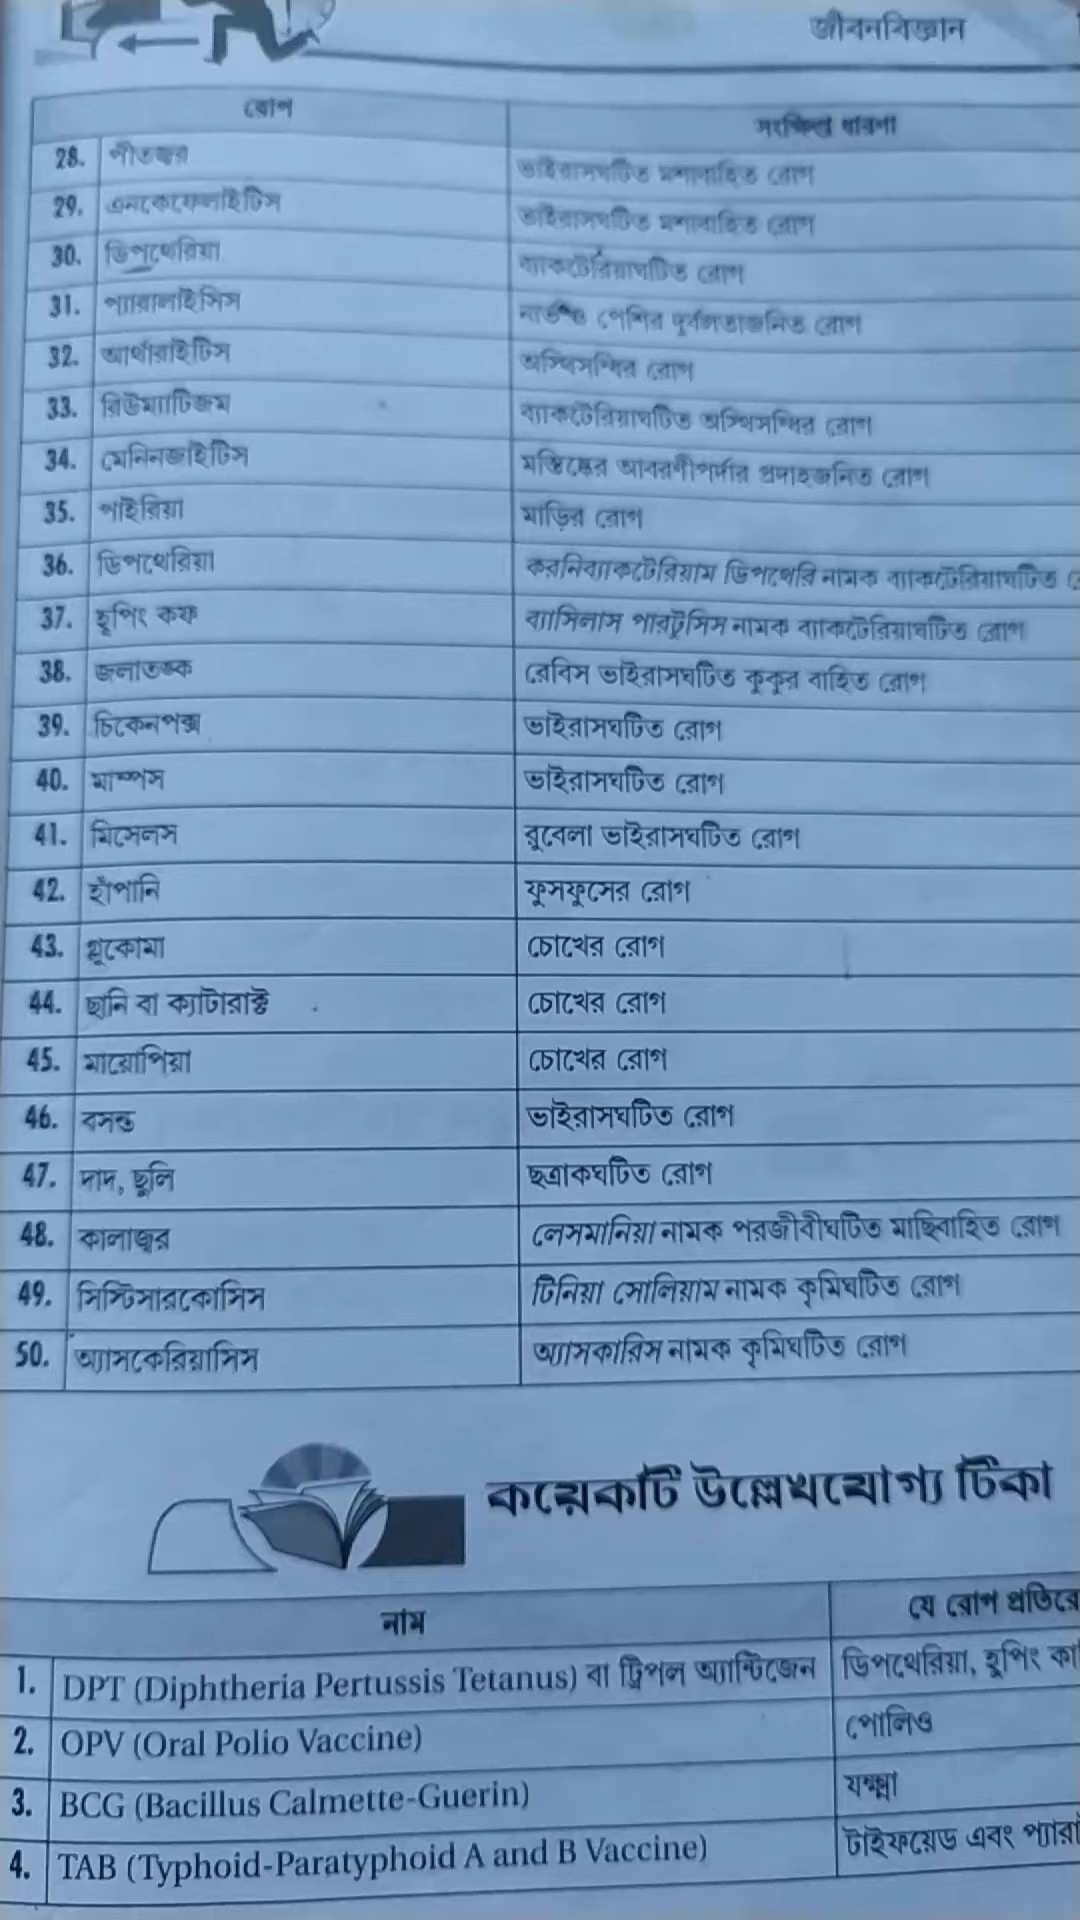 জীবনবিজ্ঞান
রোগ সংক্ষিপ্ত ধারণা
28. পীতজ্বর ভাইরাসঘটিত মশাবাহিত রোগ
29. এনকেফেলাইটিস ভাইরাসঘটিত মশাবাহিত রোগ
30. ডিপথেরিয়া ব্যাকটেরিয়াঘটিত রোগ
31. প্যারালাইসিস নার্ভ ও পেশির দুর্বলতাজনিত রোগ
32. আর্থারাইটিস অস্থিসন্ধির রোগ
33. রিউম্যাটিজম ব্যাকটেরিয়াঘটিত অস্থিসন্ধির রোগ
34. মেনিনজাইটিস মস্তিষ্কের আবরণীপর্দার প্রদাহজনিত রোগ
35. পাইরিয়া মাড়ির রোগ
36. ডিপথেরিয়া করনিব্যাকটেরিয়াম ডিপথেরি নামক ব্যাকটেরিয়াঘটিত
37. হুপিং কফ ব্যাসিলাস পারটুসিস নামক ব্যাকটেরিয়াঘটিত রোগ
38. জলাতঙ্ক রেবিস ভাইরাসঘটিত কুকুর বাহিত রোগ
39. চিকেনপক্স ভাইরাসঘটিত রোগ
40. মাম্পস ভাইরাসঘটিত রোগ
41. মিসেলস রুবেলা ভাইরাসঘটিত রোগ
42. হাঁপানি ফুসফুসের রোগ
43. গ্লুকোমা চোখের রোগ
44. ছানি বা ক্যাটারাক্ট চোখের রোগ
45. মায়োপিয়া চোখের রোগ
46. বসন্ত ভাইরাসঘটিত রোগ
47. দাদ, ছুলি ছত্রাকঘটিত রোগ
48. কালাজ্বর লেসমানিয়া নামক পরজীবীঘটিত মাছিবাহিত রোগ
49. সিস্টিসারকোসিস টিনিয়া সোলিয়াম নামক কৃমিঘটিত রোগ
50. অ্যাসকেরিয়াসিস অ্যাসকারিস নামক কৃমিঘটিত রোগ
কয়েকটি উল্লেখযোগ্য টিকা
নাম যে রোগ প্রতিরো
1. DPT (Diphtheria Pertussis Tetanus) বা ট্রিপল অ্যান্টিজেন ডিপথেরিয়া, হুপিং কা
2. OPV (Oral Polio Vaccine) পোলিও
3. BCG (Bacillus Calmette-Guerin) যক্ষ্মা
4. TAB (Typhoid-Paratyphoid A and B Vaccine) টাইফয়েড এবং প্যারা